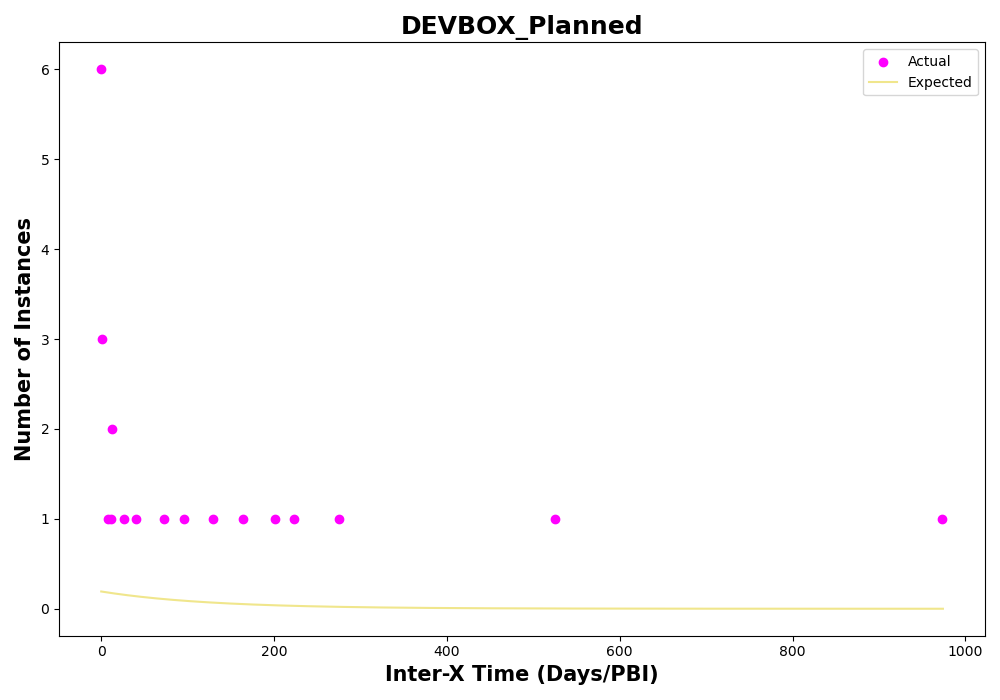 DEVBOX_Planned
Actual
Expected
6
5
4
3
2
1
0
Number of Instances
0 200 400 600 800 1000
Inter-X Time (Days/PBI)